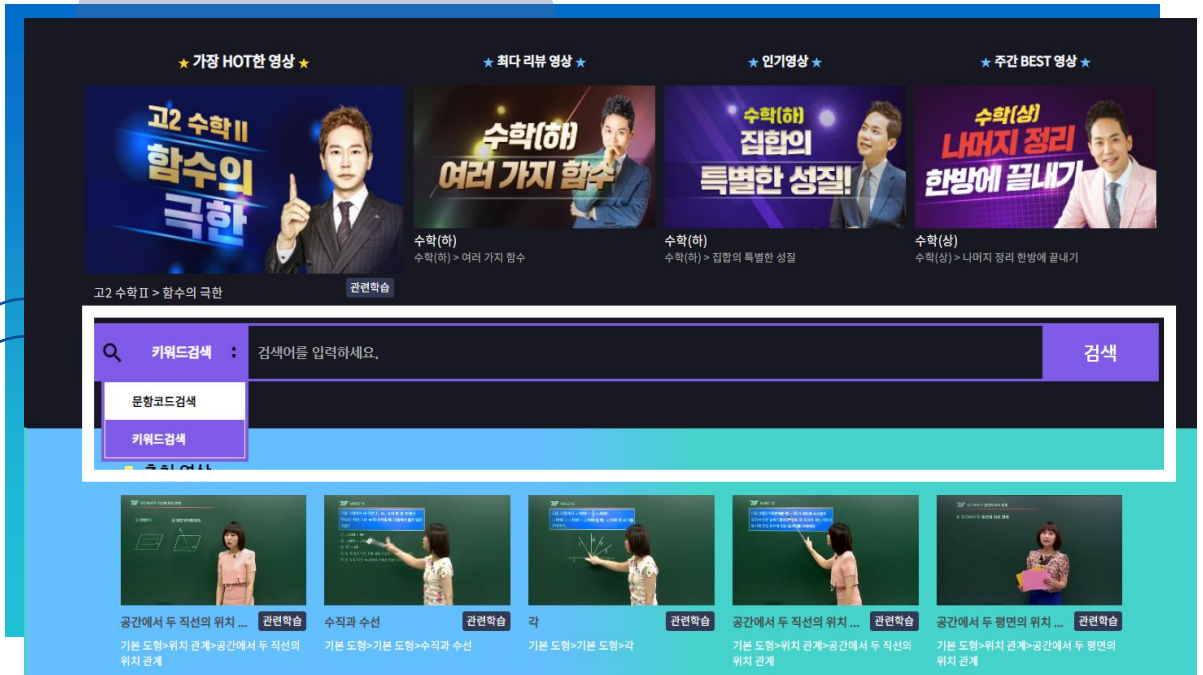 ★ 가장 HOT한 영상 ★
★ 최다 리뷰 영상 ★
★ 인기영상 ★
★ 주간 BEST 영상 ★
고2 수학Ⅱ
함수의
극한
수학(하)
여러 가지 함수
수학(하)
집합의
특별한 성질!
수학(상)
나머지 정리
한방에 끝내기
고2 수학Ⅱ > 함수의 극한
관련학습
수학(하)
수학(하) > 여러 가지 함수
수학(하)
수학(하) > 집합의 특별한 성질
수학(상)
수학(상) > 나머지 정리 한방에 끝내기
키워드검색
검색어를 입력하세요.
검색
문항코드검색
키워드검색
공간에서 두 직선의 위치 ...
관련학습
기본 도형>위치 관계>공간에서 두 직선의
위치 관계
수직과 수선
관련학습
기본 도형>기본 도형>수직과 수선
각
관련학습
기본 도형>기본 도형>각
공간에서 두 직선의 위치 ...
관련학습
기본 도형>위치 관계>공간에서 두 직선의
위치 관계
공간에서 두 평면의 위치 ...
관련학습
기본 도형>위치 관계>공간에서 두 평면의
위치 관계